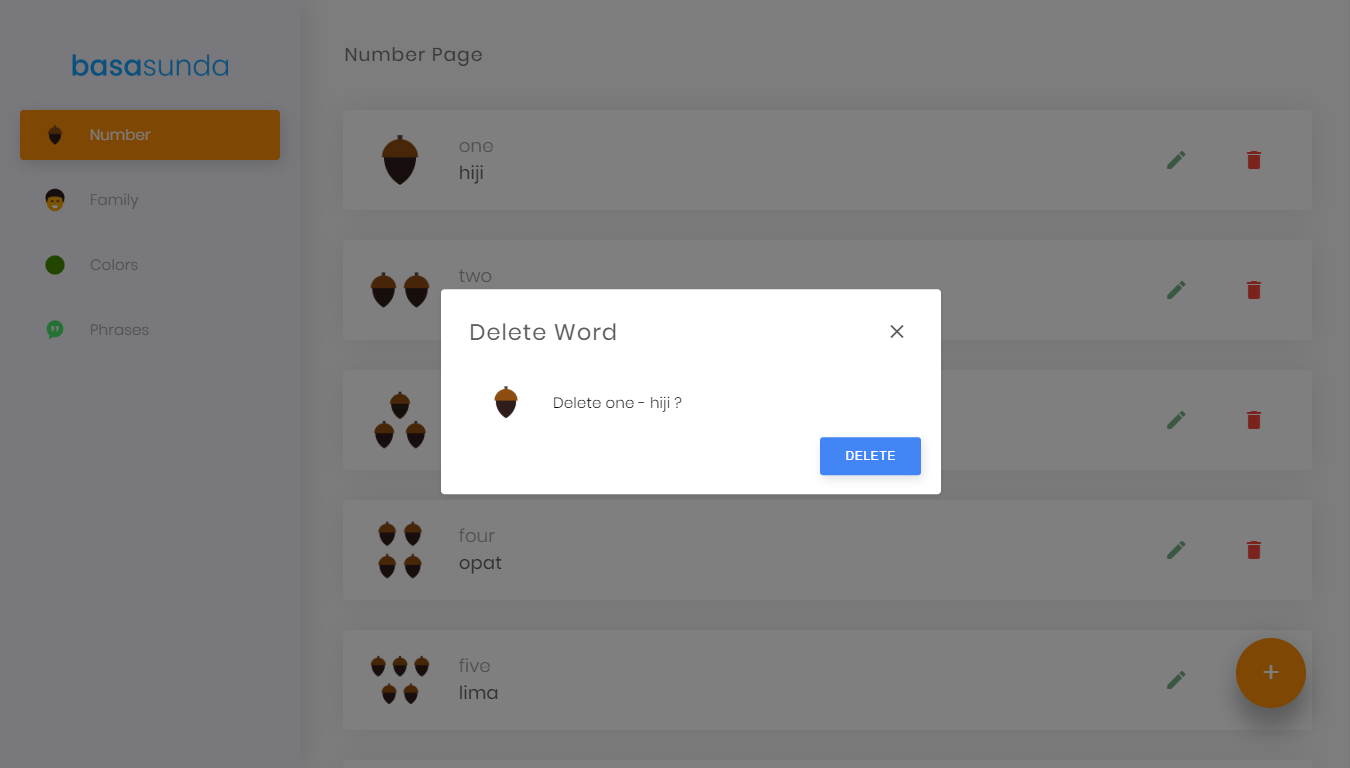 basasunda
Number
Family
Colors
Phrases
Number Page
one
hiji
two
Delete Word
Delete one - hiji ?
DELETE
four
opat
five
lima
+